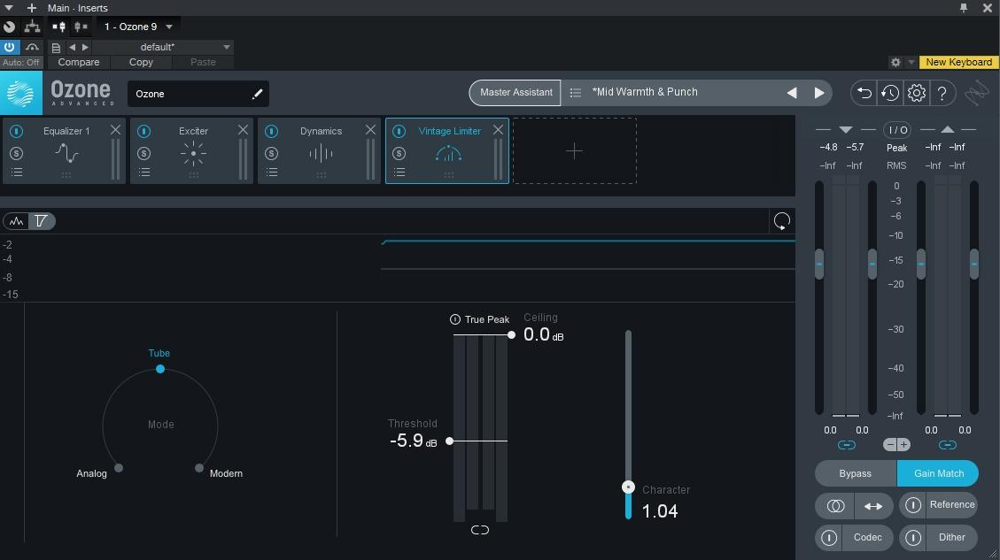 Main - Inserts
1 - Ozone 9
default*
Auto: Off Compare Copy Paste
New Keyboard
Ozone
ADVANCED
Ozone
Master Assistant
*Mid Warmth & Punch
?
Equalizer 1
S
Exciter
S
Dynamics
S
Vintage Limiter
S
I / O
-4.8 -5.7 Peak -Inf -Inf
-Inf -Inf RMS -Inf -Inf
0
-3
-6
-10
-15
-20
-30
-40
-50
-Inf
0.0 0.0 0.0 0.0
-2
-4
-8
-15
Tube
Mode
Analog
Modern
True Peak
Ceiling
0.0 dB
Threshold
-5.9 dB
Character
1.04
Bypass
Gain Match
Reference
Codec
Dither